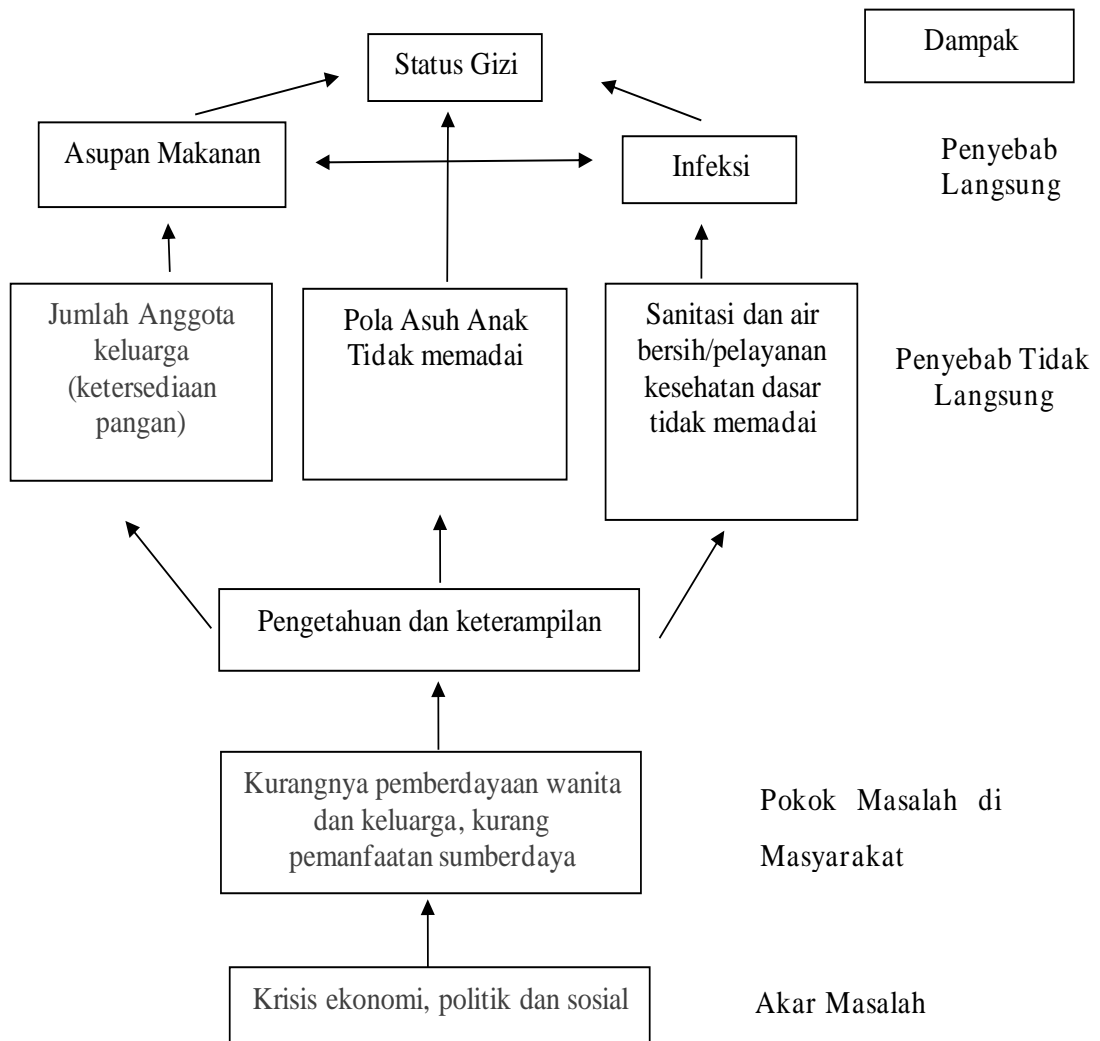 Dampak
Status Gizi
Asupan Makanan
Infeksi
Penyebab
Langsung
Jumlah Anggota
keluarga
(ketersediaan
pangan)
Pola Asuh Anak
Tidak memadai
Sanitasi dan air
bersih/pelayanan
kesehatan dasar
tidak memadai
Penyebab Tidak
Langsung
Pengetahuan dan keterampilan
Kurangnya pemberdayaan wanita
dan keluarga, kurang
pemanfaatan sumberdaya
Pokok Masalah di
Masyarakat
Krisis ekonomi, politik dan sosial
Akar Masalah